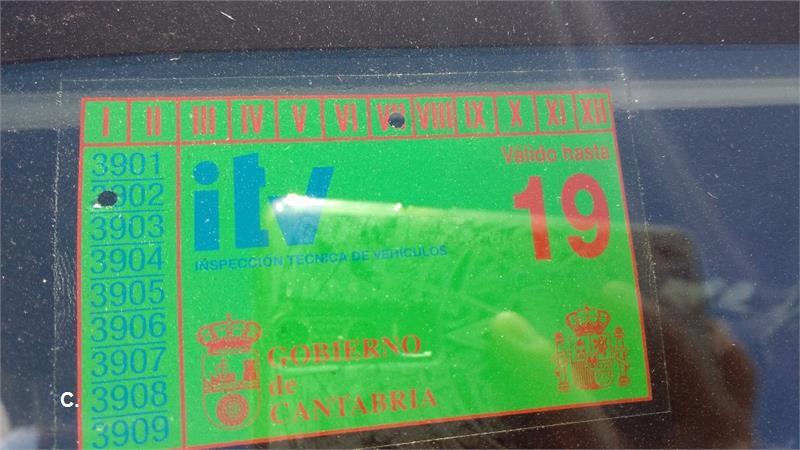 I II III IV V VI VII VIII IX X XI XII
Válido hasta
3901
3902
3903
3904
3905
3906
3907
3908
3909
itv
19
INSPECCIÓN TÉCNICA DE VEHÍCULOS
GOBIERNO
de
CANTABRIA
C.